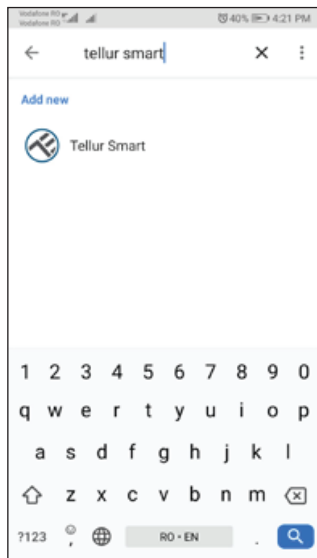 Vodafone RO 40% 4:21 PM
Vodafone RO
tellur smart
Add new
Tellur Smart
1 2 3 4 5 6 7 8 9 0
q w e r t y u i o p
a s d f g h j k l
z x c v b n m
?123 , RO • EN .